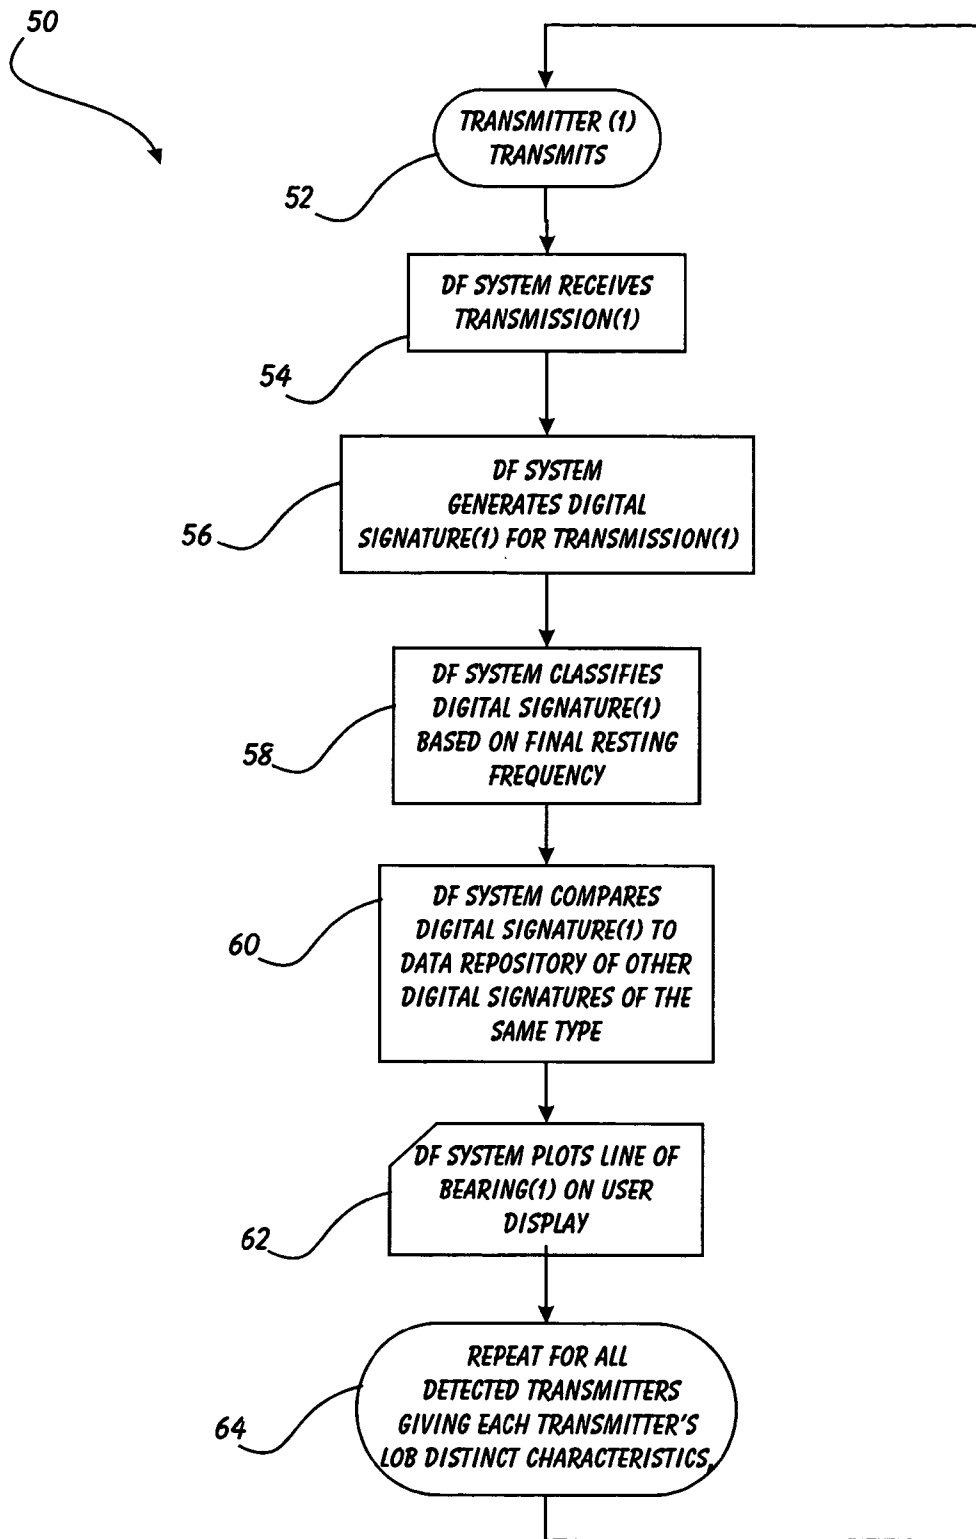 50
TRANSMITTER (1)
TRANSMITS
52
DF SYSTEM RECEIVES
TRANSMISSION(1)
54
DF SYSTEM
GENERATES DIGITAL
SIGNATURE(1) FOR TRANSMISSION(1)
56
DF SYSTEM CLASSIFIES
DIGITAL SIGNATURE(1)
BASED ON FINAL RESTING
FREQUENCY
58
DF SYSTEM COMPARES
DIGITAL SIGNATURE(1) TO
DATA REPOSITORY OF OTHER
DIGITAL SIGNATURES OF THE
SAME TYPE
60
DF SYSTEM PLOTS LINE OF
BEARING(1) ON USER
DISPLAY
62
REPEAT FOR ALL
DETECTED TRANSMITTERS
GIVING EACH TRANSMITTER'S
LOB DISTINCT CHARACTERISTICS,
64